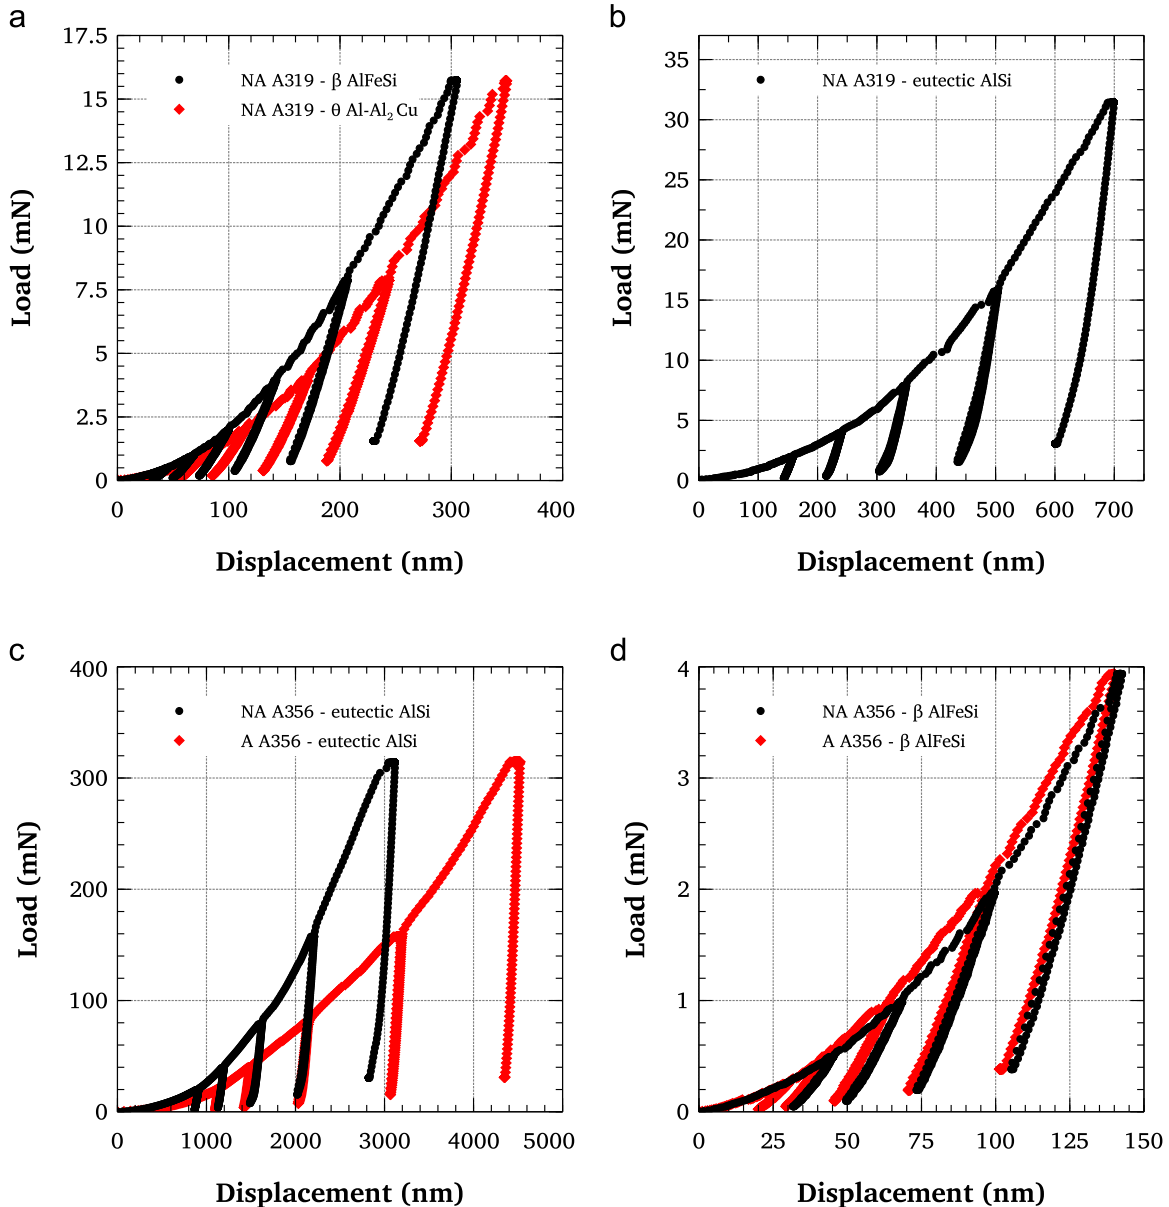 a
17.5
15
12.5
10
7.5
5
2.5
0
Load (mN)
NA A319 - β AlFeSi
NA A319 - θ Al-Al₂Cu
0 100 200 300 400
Displacement (nm)
b
35
30
25
20
15
10
5
0
Load (mN)
NA A319 - eutectic AlSi
0 100 200 300 400 500 600 700
Displacement (nm)
c
400
300
200
100
0
Load (mN)
NA A356 - eutectic AlSi
A A356 - eutectic AlSi
0 1000 2000 3000 4000 5000
Displacement (nm)
d
4
3
2
1
0
Load (mN)
NA A356 - β AlFeSi
A A356 - β AlFeSi
0 25 50 75 100 125 150
Displacement (nm)